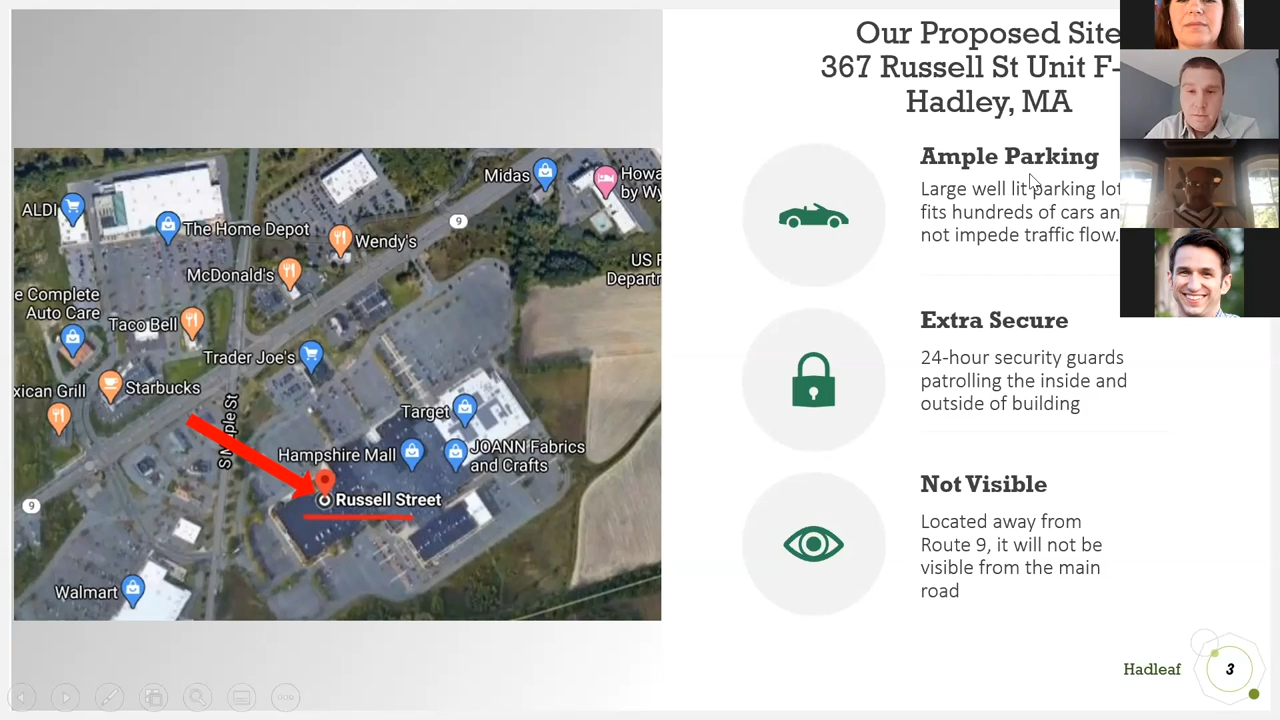 Our Proposed Site
367 Russell St Unit F-
Hadley, MA
Ample Parking
Large well lit parking lot
fits hundreds of cars an
not impede traffic flow.
Extra Secure
24-hour security guards
patrolling the inside and
outside of building
Not Visible
Located away from
Route 9, it will not be
visible from the main
road
Midas
Howa
by Wy
ALDI
9
The Home Depot
Wendy's
US F
Departm
McDonald's
e Complete
Auto Care
Taco Bell
Trader Joe's
xican Grill
Starbucks
S Maple St
Target
Hampshire Mall
JOANN Fabrics
and Crafts
9
Russell Street
Walmart
Hadleaf
3